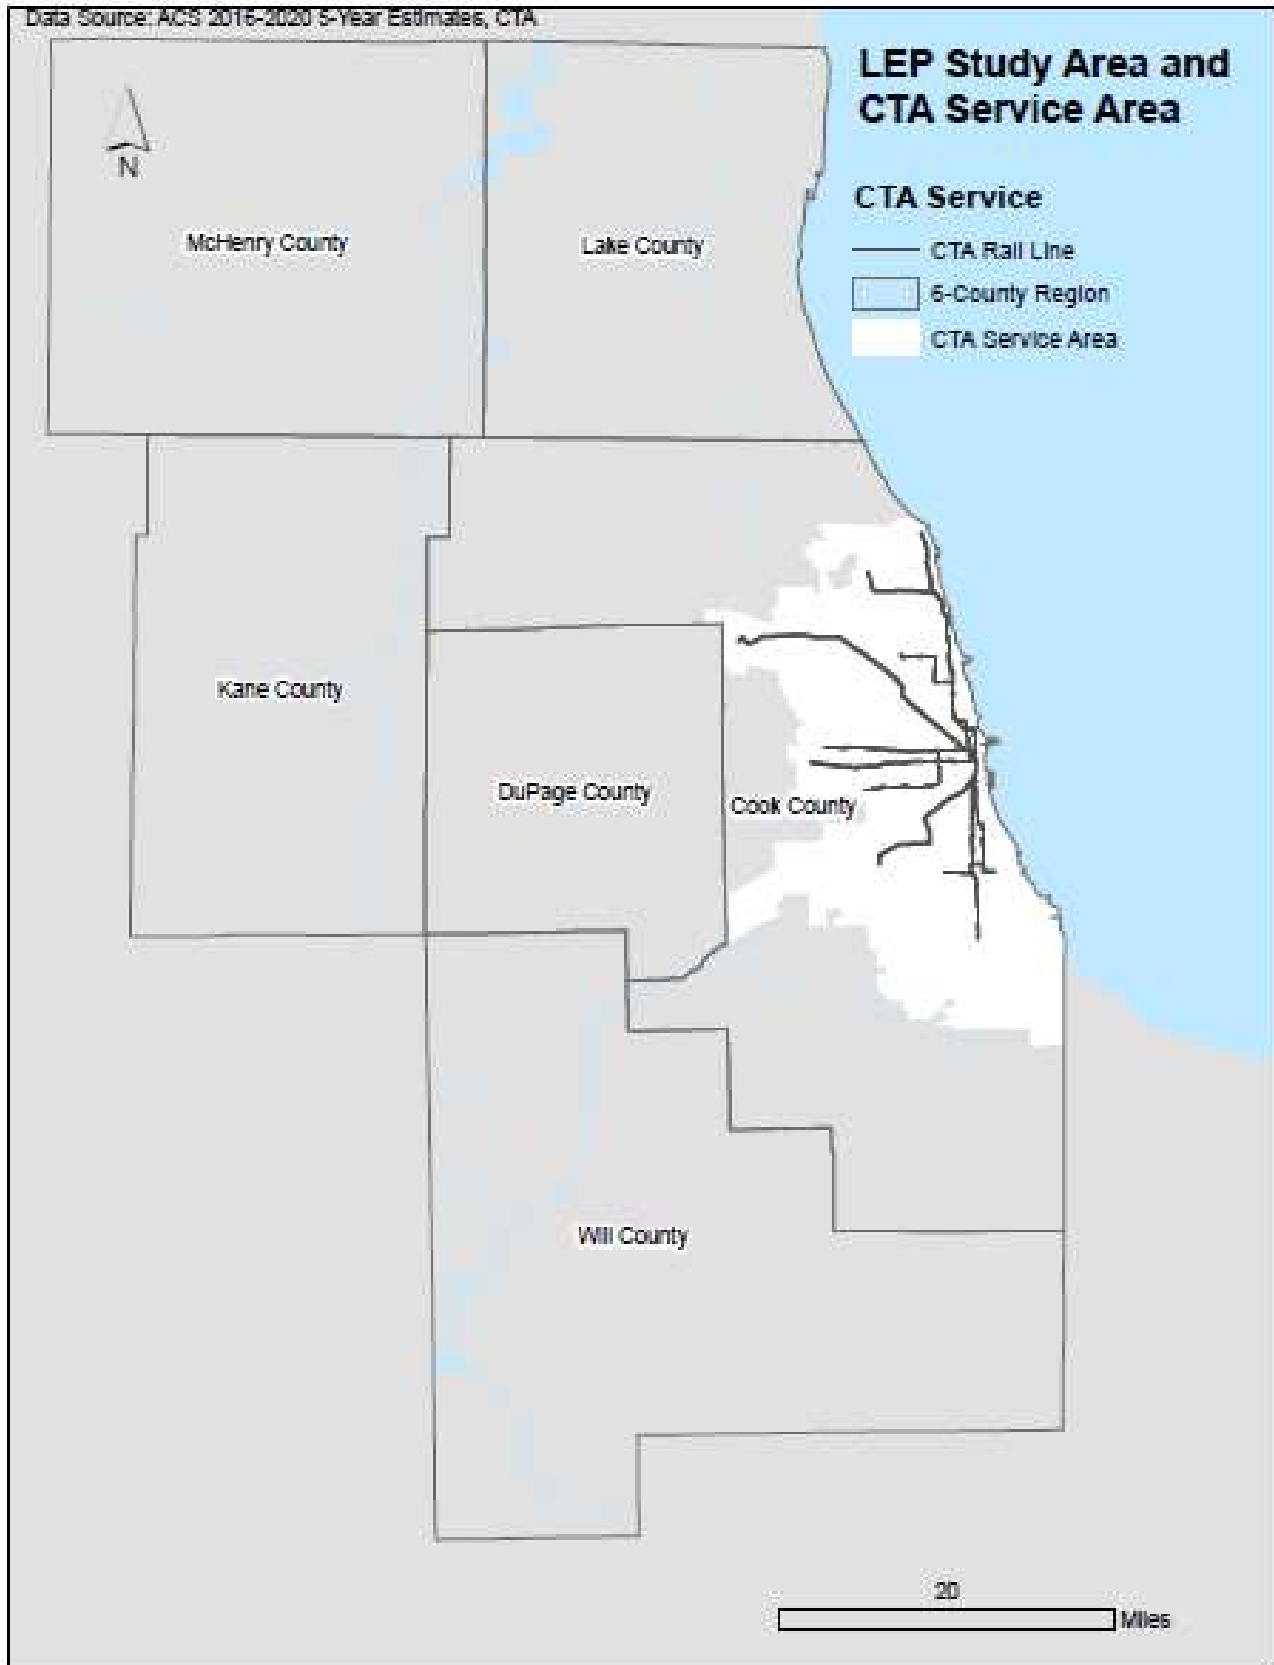 Data Source: ACS 2016-2020 5-Year Estimates, CTA
LEP Study Area and
CTA Service Area
N
CTA Service
CTA Rail Line
6-County Region
CTA Service Area
McHenry County
Lake County
Kane County
DuPage County
Cook County
Will County
20
Miles